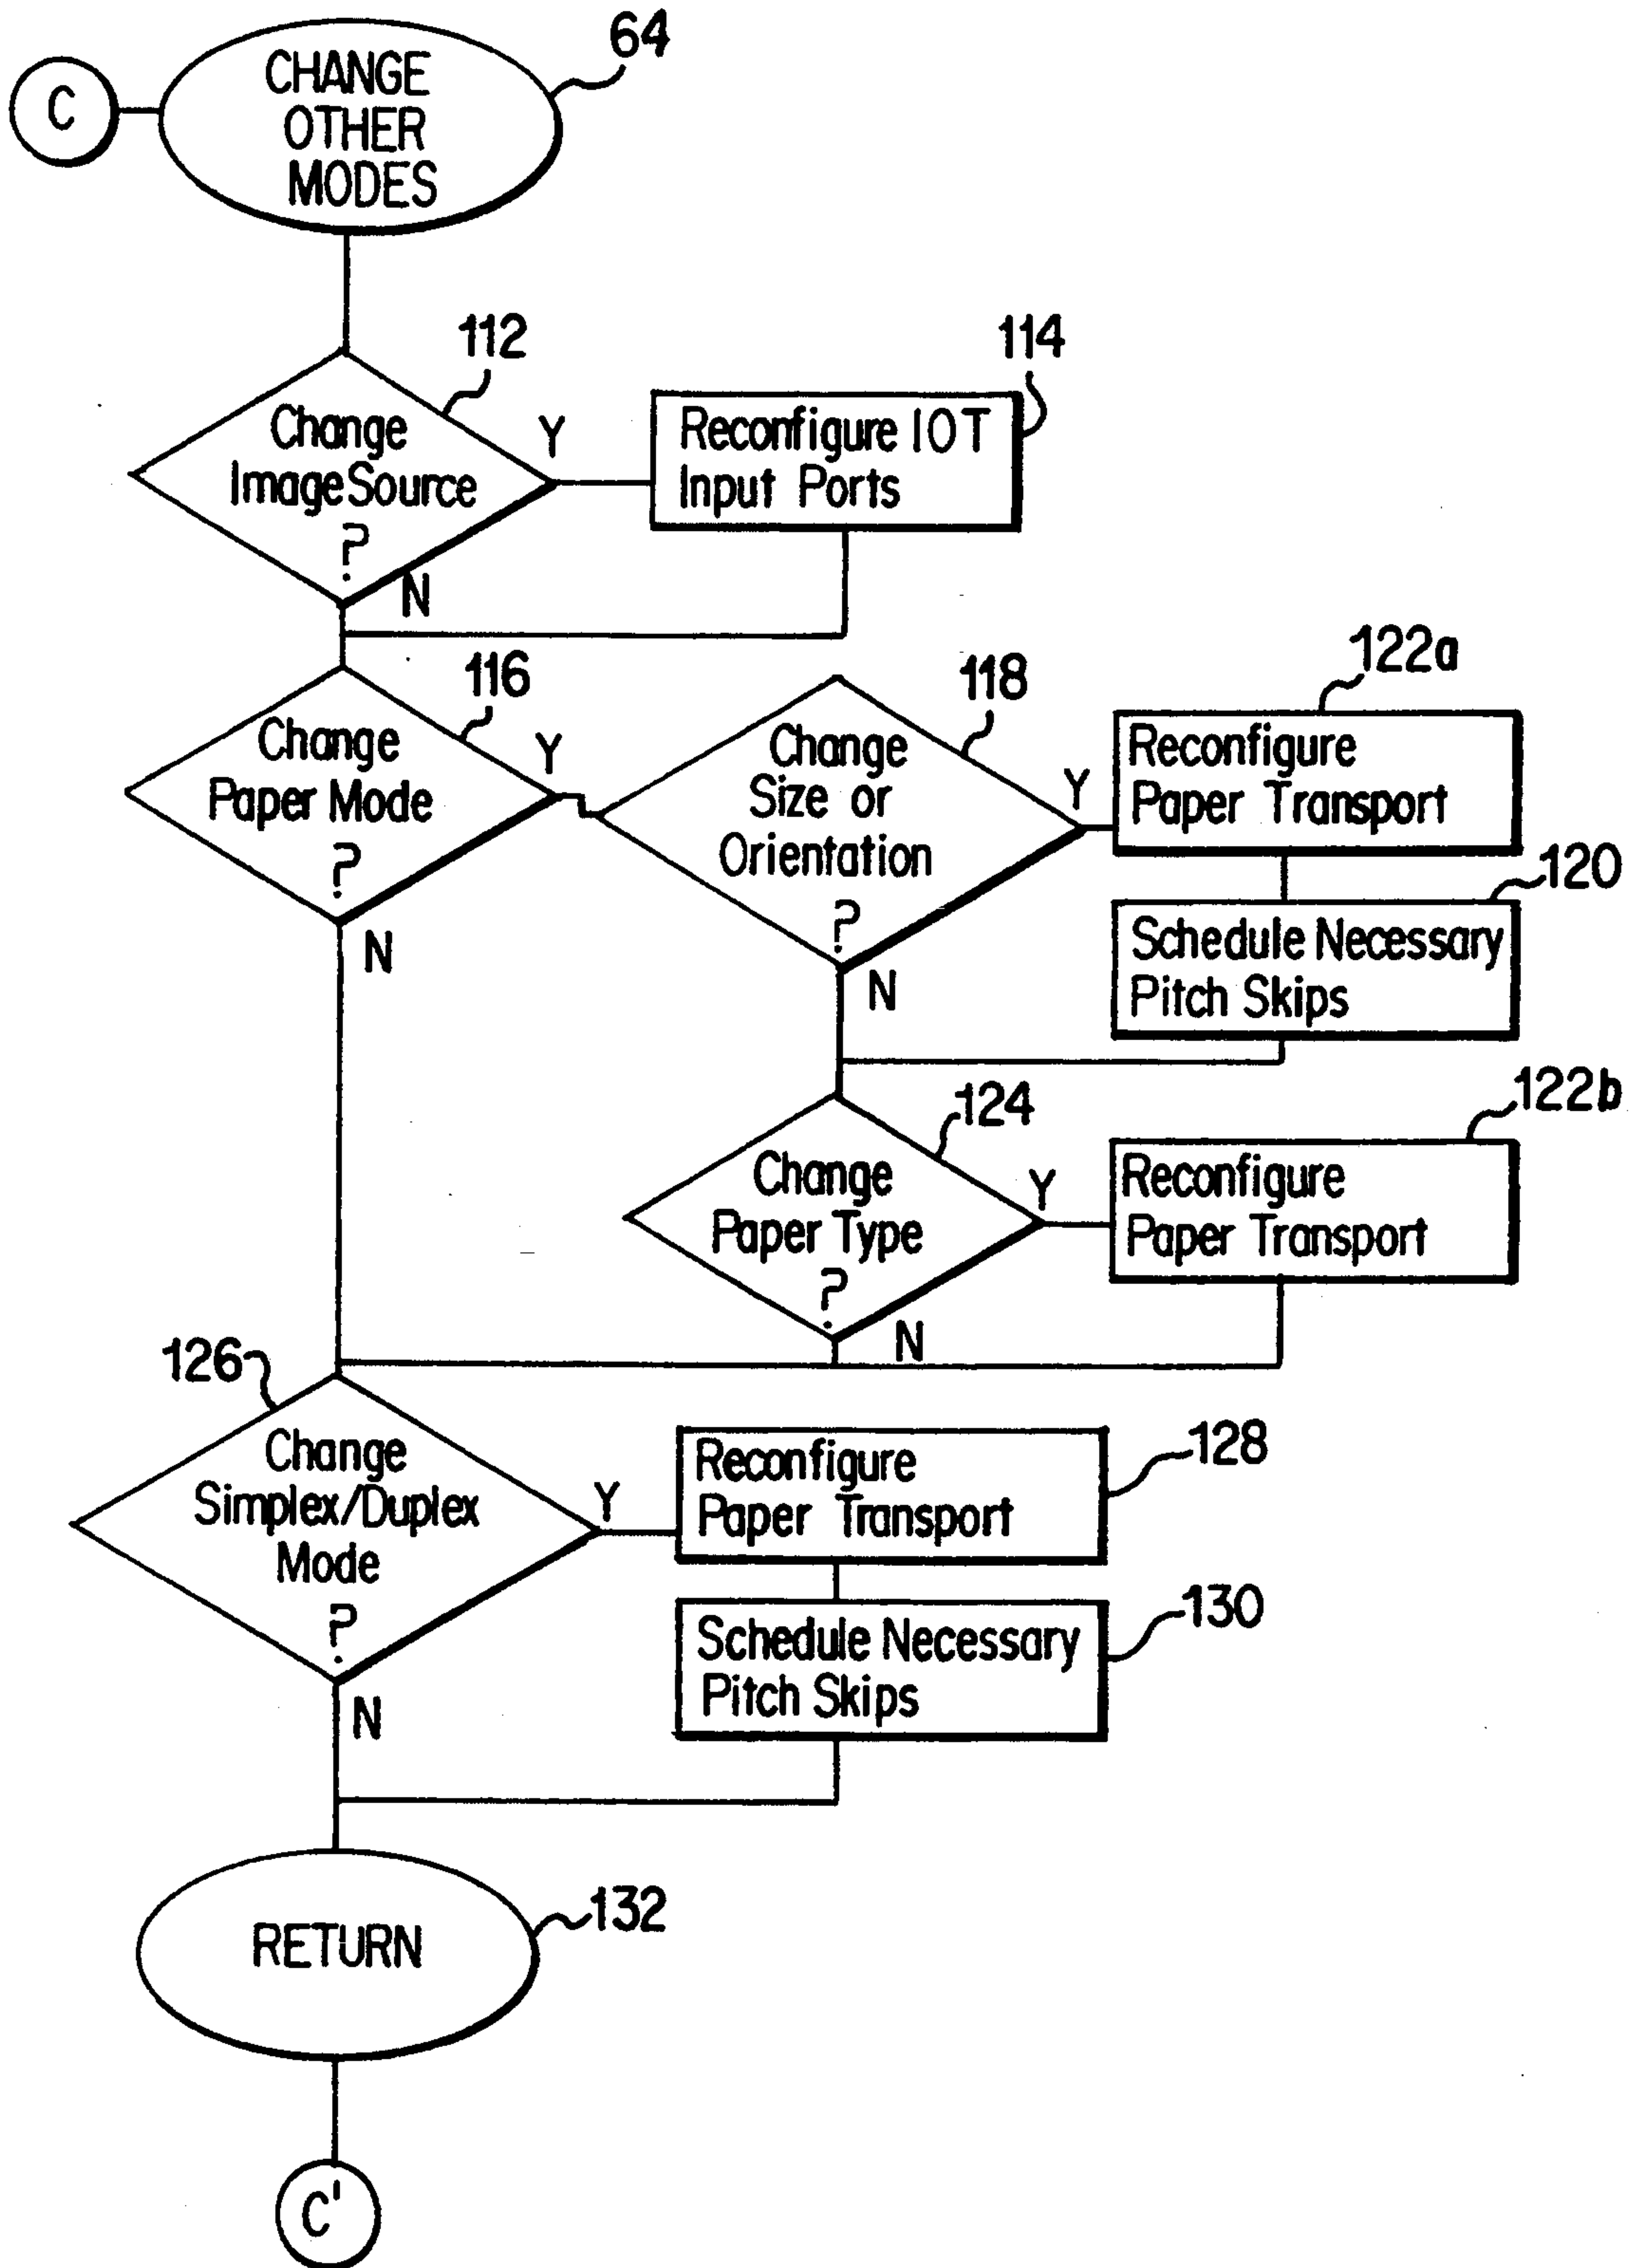 64
C
CHANGE
OTHER
MODES
112
114
Change
Image Source
?
Y
N
Reconfigure IOT
Input Ports
116
Change
Paper Mode
?
Y
N
118
Change
Size or
Orientation
?
Y
N
122a
Reconfigure
Paper Transport
120
Schedule Necessary
Pitch Skips
124
Change
Paper Type
?
Y
N
122b
Reconfigure
Paper Transport
126
Change
Simplex/Duplex
Mode
?
Y
N
128
Reconfigure
Paper Transport
130
Schedule Necessary
Pitch Skips
132
RETURN
C'